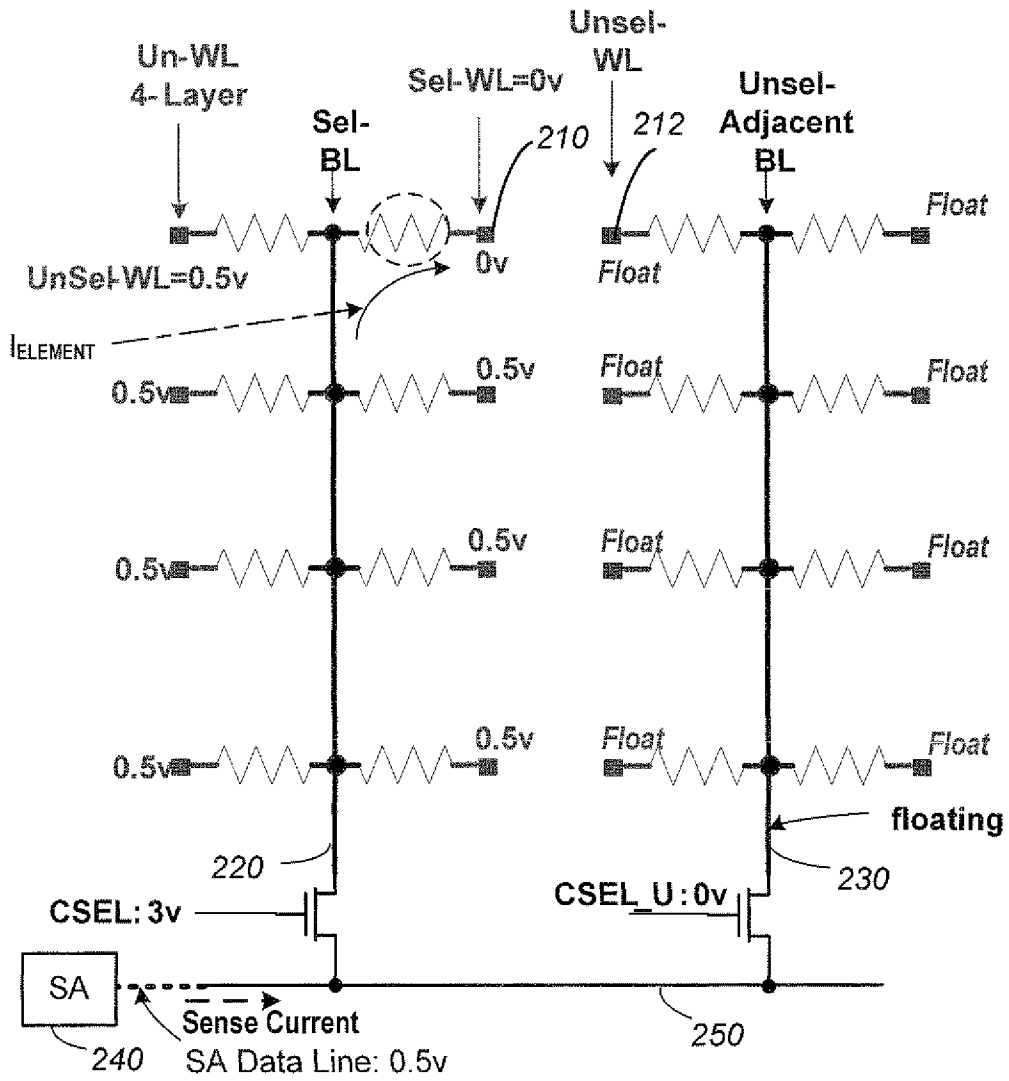 Un-WL
4- Layer
Sel-
BL
Sel-WL=0v
210
Unsel-
WL
212
Unsel-
Adjacent
BL
Float
UnSel-WL=0.5v
0v
Float
IELEMENT
0.5v
0.5v
Float
Float
0.5v
0.5v
Float
Float
0.5v
0.5v
Float
Float
floating
220
230
CSEL: 3v
CSEL_U : 0v
SA
Sense Current
250
240
SA Data Line: 0.5v